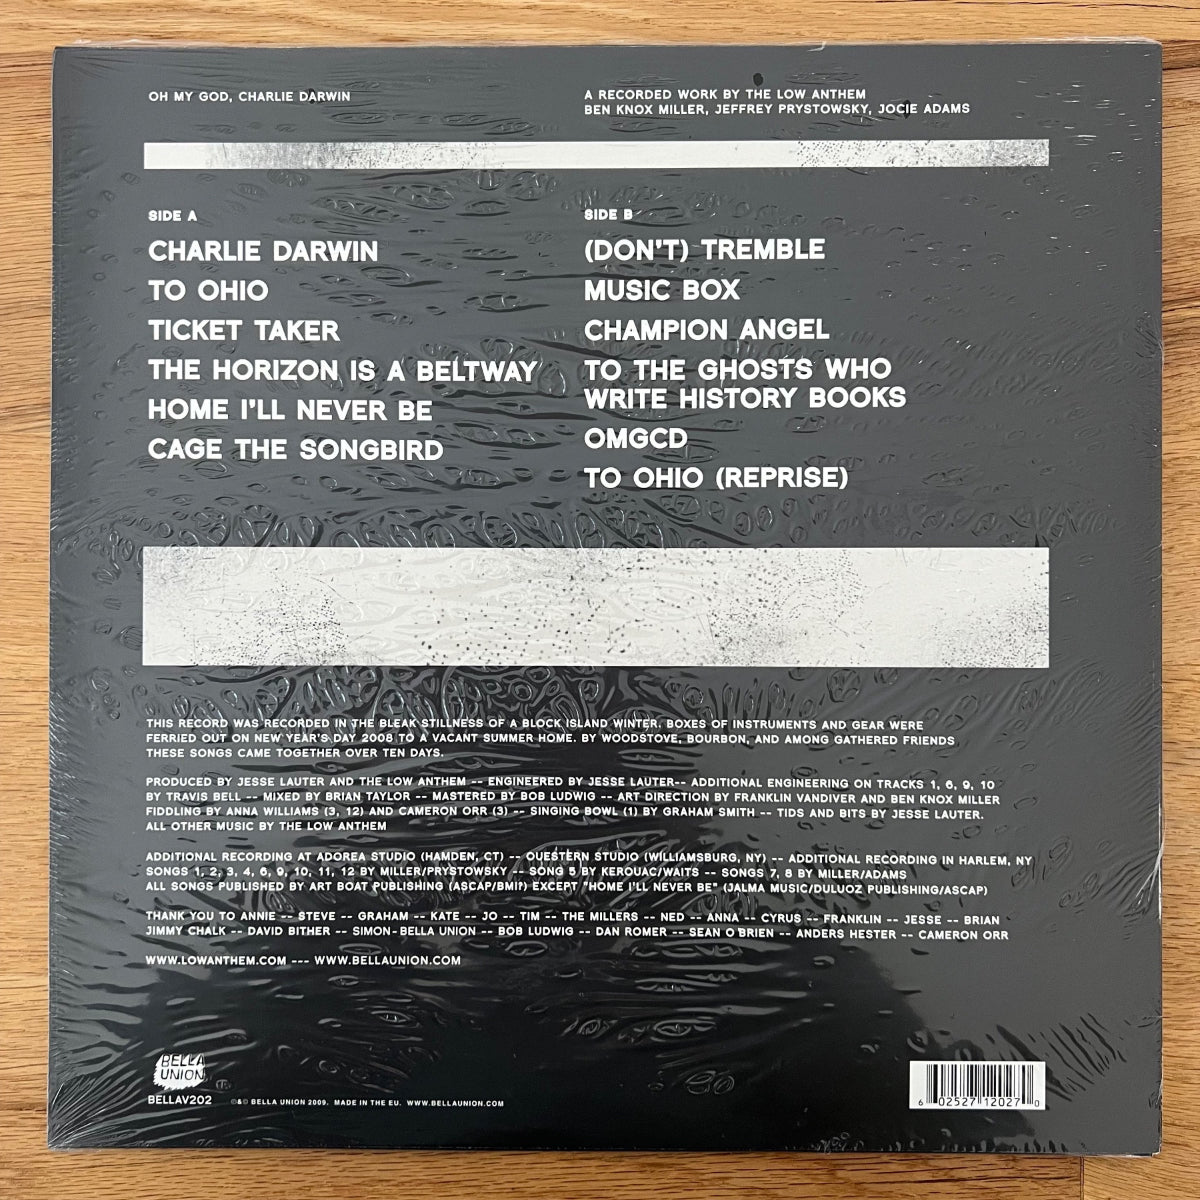 OH MY GOD, CHARLIE DARWIN
A RECORDED WORK BY THE LOW ANTHEM
BEN KNOX MILLER, JEFFREY PRYSTOWSKY, JOCIE ADAMS
SIDE A
CHARLIE DARWIN
TO OHIO
TICKET TAKER
THE HORIZON IS A BELTWAY
HOME I'LL NEVER BE
CAGE THE SONGBIRD
SIDE B
(DON'T) TREMBLE
MUSIC BOX
CHAMPION ANGEL
TO THE GHOSTS WHO
WRITE HISTORY BOOKS
OMGCD
TO OHIO (REPRISE)
THIS RECORD WAS RECORDED IN THE BLEAK STILLNESS OF A BLOCK ISLAND WINTER. BOXES OF INSTRUMENTS AND GEAR WERE
FERRIED OUT ON NEW YEAR'S DAY 2008 TO A VACANT SUMMER HOME. BY WOODSTOVE, BOURBON, AND AMONG GATHERED FRIENDS
THESE SONGS CAME TOGETHER OVER TEN DAYS.
PRODUCED BY JESSE LAUTER AND THE LOW ANTHEM -- ENGINEERED BY JESSE LAUTER-- ADDITIONAL ENGINEERING ON TRACKS 1, 6, 9, 10
BY TRAVIS BELL -- MIXED BY BRIAN TAYLOR -- MASTERED BY BOB LUDWIG -- ART DIRECTION BY FRANKLIN VANDIVER AND BEN KNOX MILLER
FIDDLING BY ANNA WILLIAMS (3, 12) AND CAMERON ORR (3) -- SINGING BOWL (1) BY GRAHAM SMITH -- TIDS AND BITS BY JESSE LAUTER.
ALL OTHER MUSIC BY THE LOW ANTHEM
ADDITIONAL RECORDING AT ADOREA STUDIO (HAMDEN, CT) -- OUESTERN STUDIO (WILLIAMSBURG, NY) -- ADDITIONAL RECORDING IN HARLEM, NY
SONGS 1, 2, 3, 4, 6, 9, 10, 11, 12 BY MILLER/PRYSTOWSKY -- SONG 5 BY KEROUAC/WAITS -- SONGS 7, 8 BY MILLER/ADAMS
ALL SONGS PUBLISHED BY ART BOAT PUBLISHING (ASCAP/BMI?) EXCEPT "HOME I'LL NEVER BE" (JALMA MUSIC/DULUOZ PUBLISHING/ASCAP)
THANK YOU TO ANNIE -- STEVE -- GRAHAM -- KATE -- JO -- TIM -- THE MILLERS -- NED -- ANNA -- CYRUS -- FRANKLIN -- JESSE -- BRIAN
JIMMY CHALK -- DAVID BITHER -- SIMON-BELLA UNION -- BOB LUDWIG -- DAN ROMER -- SEAN O'BRIEN -- ANDERS HESTER -- CAMERON ORR
WWW.LOWANTHEM.COM --- WWW.BELLAUNION.COM
BELLA
UNION
BELLAV202
℗&© BELLA UNION 2009. MADE IN THE EU. WWW.BELLAUNION.COM
6 02527 12027 0